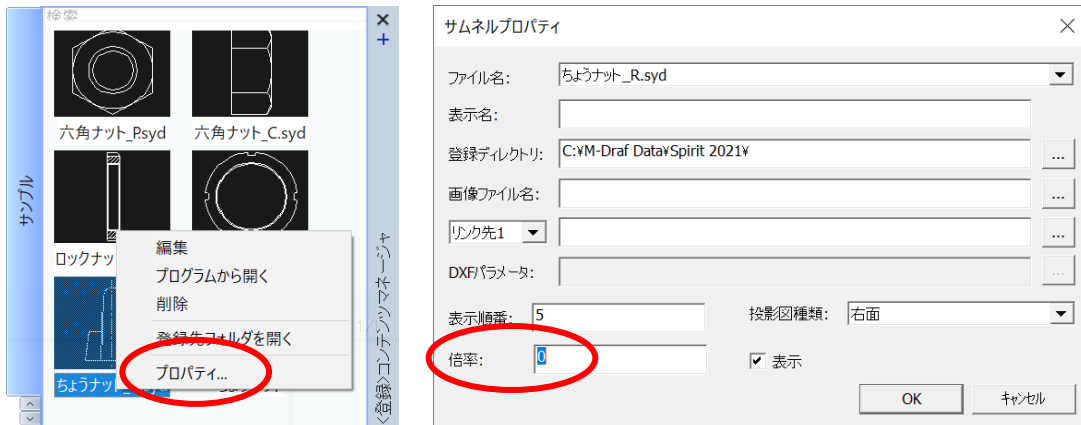 検索
六角ナット_P.syd
六角ナット_C.syd
サンプル
ロックナッ
編集
プログラムから開く
削除
登録先フォルダを開く
プロパティ...
ちょうナッ
<登録>コンテンツマネージャ
サムネルプロパティ
ファイル名: ちょうナット_R.syd
表示名:
登録ディレクトリ: C:¥M-Draf Data¥Spirit 2021¥ ...
画像ファイル名: ...
リンク先1 ...
DXFパラメータ: ...
表示順番: 5 投影図種類: 右面
倍率: 0 表示
OK キャンセル